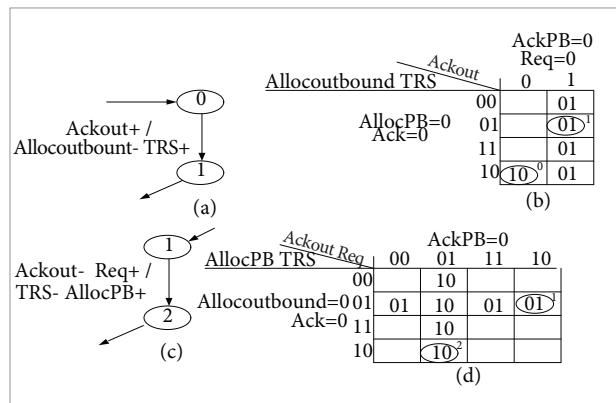 0
Ackout+ /
Allocoutbount- TRS+
1
(a)
AckPB=0
Req=0
Ackout
0 1
Allocoutbound TRS
00 01
AllocPB=0
Ack=0
01 01 1
11 01
10 10 0 01
(b)
1
Ackout- Req+ /
TRS- AllocPB+
2
(c)
AckPB=0
Ackout Req
00 01 11 10
AllocPB TRS
00 10
Allocoutbound=0
Ack=0
01 01 10 01 01 1
11 10
10 10 2
(d)